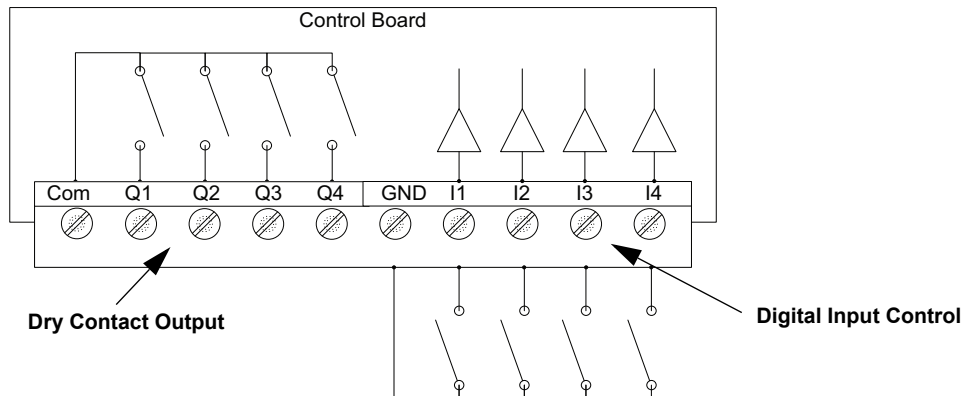 Control Board
Com Q1 Q2 Q3 Q4 GND I1 I2 I3 I4
Dry Contact Output
Digital Input Control